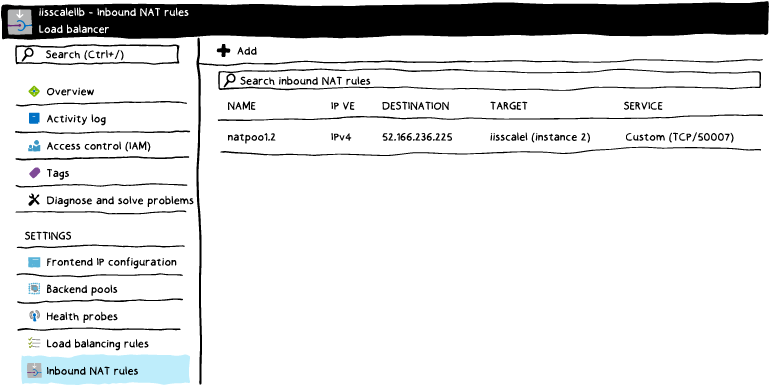 iisscalellb - Inbound NAT rules
Load balancer
Search (Ctrl+/)
Overview
Activity log
Access control (IAM)
Tags
Diagnose and solve problems
SETTINGS
Frontend IP configuration
Backend pools
Health probes
Load balancing rules
Inbound NAT rules
Add
Search inbound NAT rules
NAME IP VE DESTINATION TARGET SERVICE
natpoo1.2 IPv4 52.166.236.225 iisscalel (instance 2) Custom (TCP/50007)